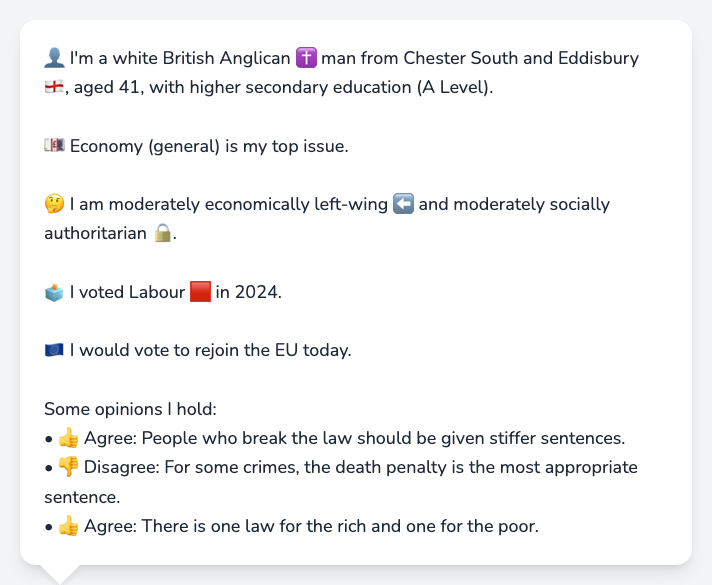 👤 I'm a white British Anglican ✝️ man from Chester South and Eddisbury
🏴󠁧󠁢󠁥󠁮󠁧󠁿, aged 41, with higher secondary education (A Level).
💷 Economy (general) is my top issue.
🤔 I am moderately economically left-wing ⬅️ and moderately socially
authoritarian 🔒.
🗳️ I voted Labour 🟥 in 2024.
🇪🇺 I would vote to rejoin the EU today.
Some opinions I hold:
• 👍 Agree: People who break the law should be given stiffer sentences.
• 👎 Disagree: For some crimes, the death penalty is the most appropriate
sentence.
• 👍 Agree: There is one law for the rich and one for the poor.